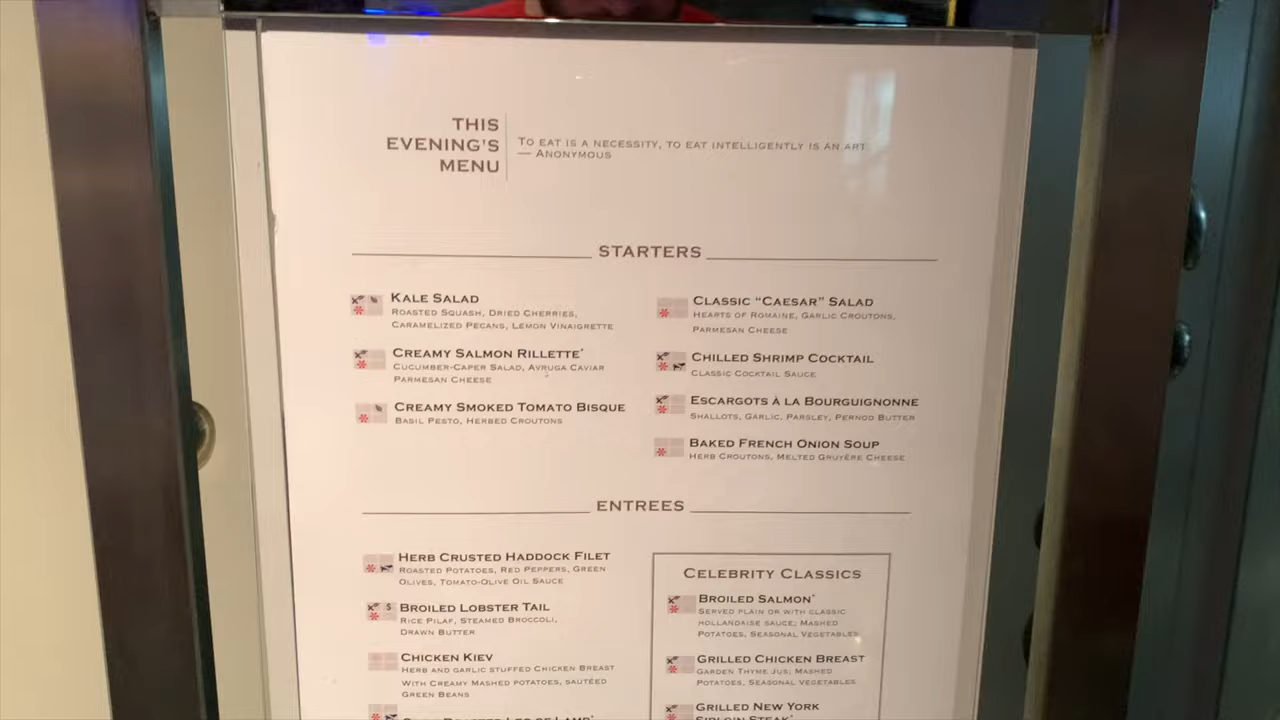 THIS
EVENING'S
MENU
TO EAT IS A NECESSITY, TO EAT INTELLIGENTLY IS AN ART.
— ANONYMOUS
STARTERS
KALE SALAD
ROASTED SQUASH, DRIED CHERRIES,
CARAMELIZED PECANS, LEMON VINAIGRETTE
CREAMY SALMON RILLETTE*
CUCUMBER-CAPER SALAD, AVRUGA CAVIAR
PARMESAN CHEESE
CREAMY SMOKED TOMATO BISQUE
BASIL PESTO, HERBED CROUTONS
CLASSIC "CAESAR" SALAD
HEARTS OF ROMAINE, GARLIC CROUTONS,
PARMESAN CHEESE
CHILLED SHRIMP COCKTAIL
CLASSIC COCKTAIL SAUCE
ESCARGOTS À LA BOURGUIGNONNE
SHALLOTS, GARLIC, PARSLEY, PERNOD BUTTER
BAKED FRENCH ONION SOUP
HERB CROUTONS, MELTED GRUYÈRE CHEESE
ENTREES
HERB CRUSTED HADDOCK FILET
ROASTED POTATOES, RED PEPPERS, GREEN
OLIVES, TOMATO-OLIVE OIL SAUCE
$
BROILED LOBSTER TAIL
RICE PILAF, STEAMED BROCCOLI,
DRAWN BUTTER
CHICKEN KIEV
HERB AND GARLIC STUFFED CHICKEN BREAST
WITH CREAMY MASHED POTATOES, SAUTÉED
GREEN BEANS
LEG OF LAMB*
CELEBRITY CLASSICS
BROILED SALMON*
SERVED PLAIN OR WITH CLASSIC
HOLLANDAISE SAUCE; MASHED
POTATOES, SEASONAL VEGETABLES
GRILLED CHICKEN BREAST
GARDEN THYME JUS; MASHED
POTATOES, SEASONAL VEGETABLES
GRILLED NEW YORK
SIRLOIN STEAK*